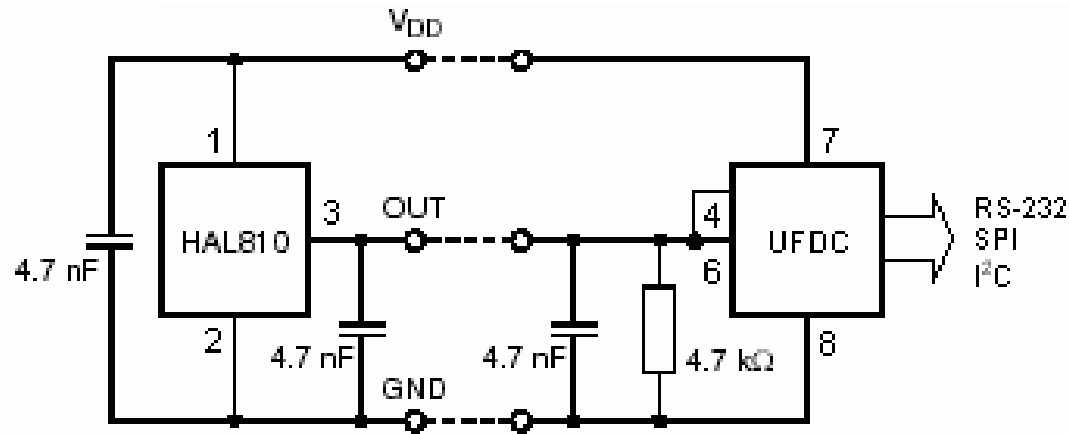 VDD
1
7
3
OUT
4
RS-232
HAL810
UFDC
SPI
4.7 nF
6
I²C
2
4.7 nF
4.7 nF
4.7 kΩ
8
GND